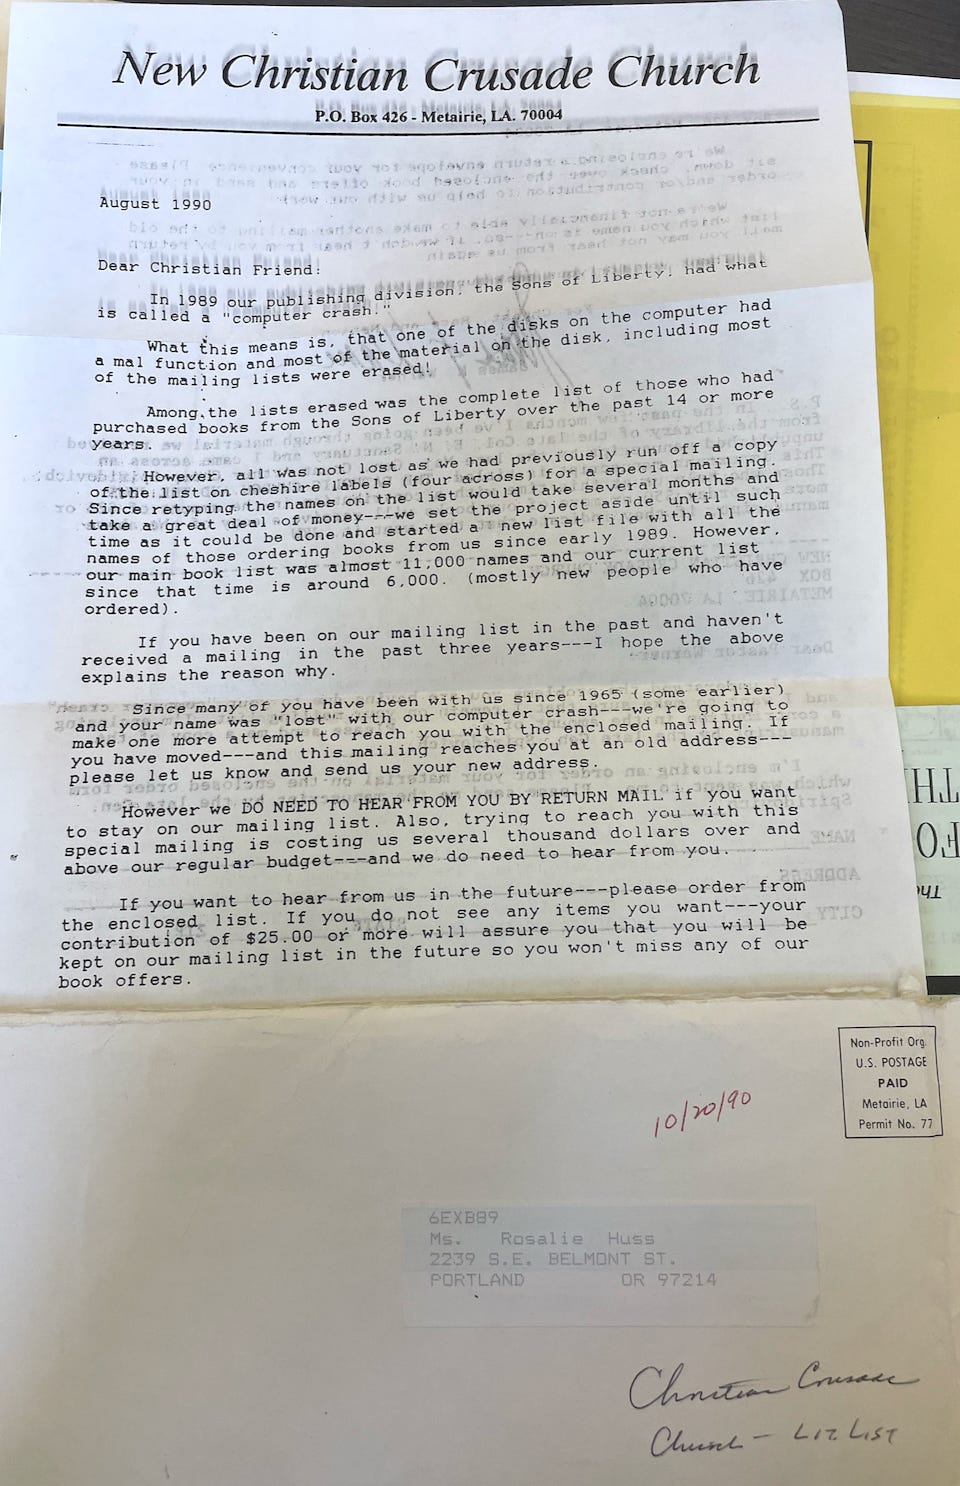 New Christian Crusade Church
P.O. Box 426 - Metairie, LA. 70004
August 1990
Dear Christian Friend:
In 1989 our publishing division, the Sons of Liberty, had what
is called a "computer crash."
What this means is, that one of the disks on the computer had
a mal function and most of the material on the disk, including most
of the mailing lists were erased!
Among the lists erased was the complete list of those who had
purchased books from the Sons of Liberty over the past 14 or more
years.
However, all was not lost as we had previously run off a copy
of the list on cheshire labels (four across) for a special mailing.
Since retyping the names on the list would take several months and
take a great deal of money---we set the project aside until such
time as it could be done and started a new list file with all the
names of those ordering books from us since early 1989. However,
our main book list was almost 11,000 names and our current list
since that time is around 6,000. (mostly new people who have
ordered).
If you have been on our mailing list in the past and haven't
received a mailing in the past three years---I hope the above
explains the reason why.
Since many of you have been with us since 1965 (some earlier)
and your name was "lost" with our computer crash---we're going to
make one more attempt to reach you with the enclosed mailing. If
you have moved---and this mailing reaches you at an old address---
please let us know and send us your new address.
However we DO NEED TO HEAR FROM YOU BY RETURN MAIL if you want
to stay on our mailing list. Also, trying to reach you with this
special mailing is costing us several thousand dollars over and
above our regular budget---and we do need to hear from you.
If you want to hear from us in the future---please order from
the enclosed list. If you do not see any items you want---your
contribution of $25.00 or more will assure you that you will be
kept on our mailing list in the future so you won't miss any of our
book offers.
Non-Profit Org.
U.S. POSTAGE
PAID
Metairie, LA
Permit No. 77
10/20/90
6EXB89
Ms. Rosalie Huss
2239 S.E. BELMONT ST.
PORTLAND OR 97214
Christian Crusade
Church - LIT LIST